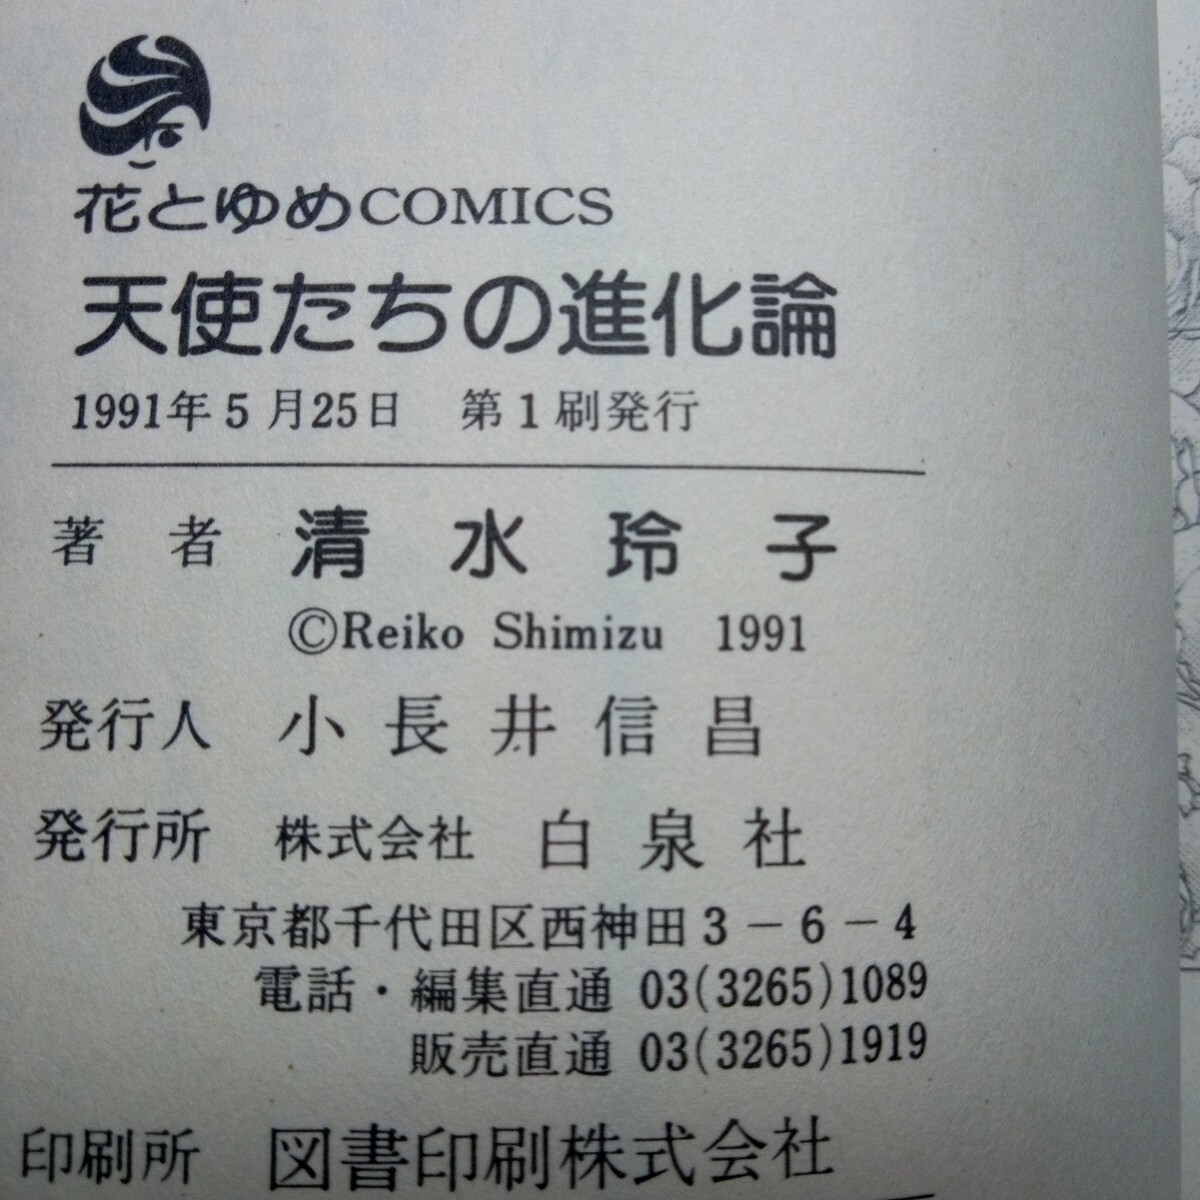 花とゆめCOMICS
天使たちの進化論
1991年5月25日 第1刷発行
著者 清水玲子
©Reiko Shimizu 1991
発行人 小長井信昌
発行所 株式会社 白泉社
東京都千代田区西神田3-6-4
電話・編集直通 03(3265)1089
販売直通 03(3265)1919
印刷所 図書印刷株式会社